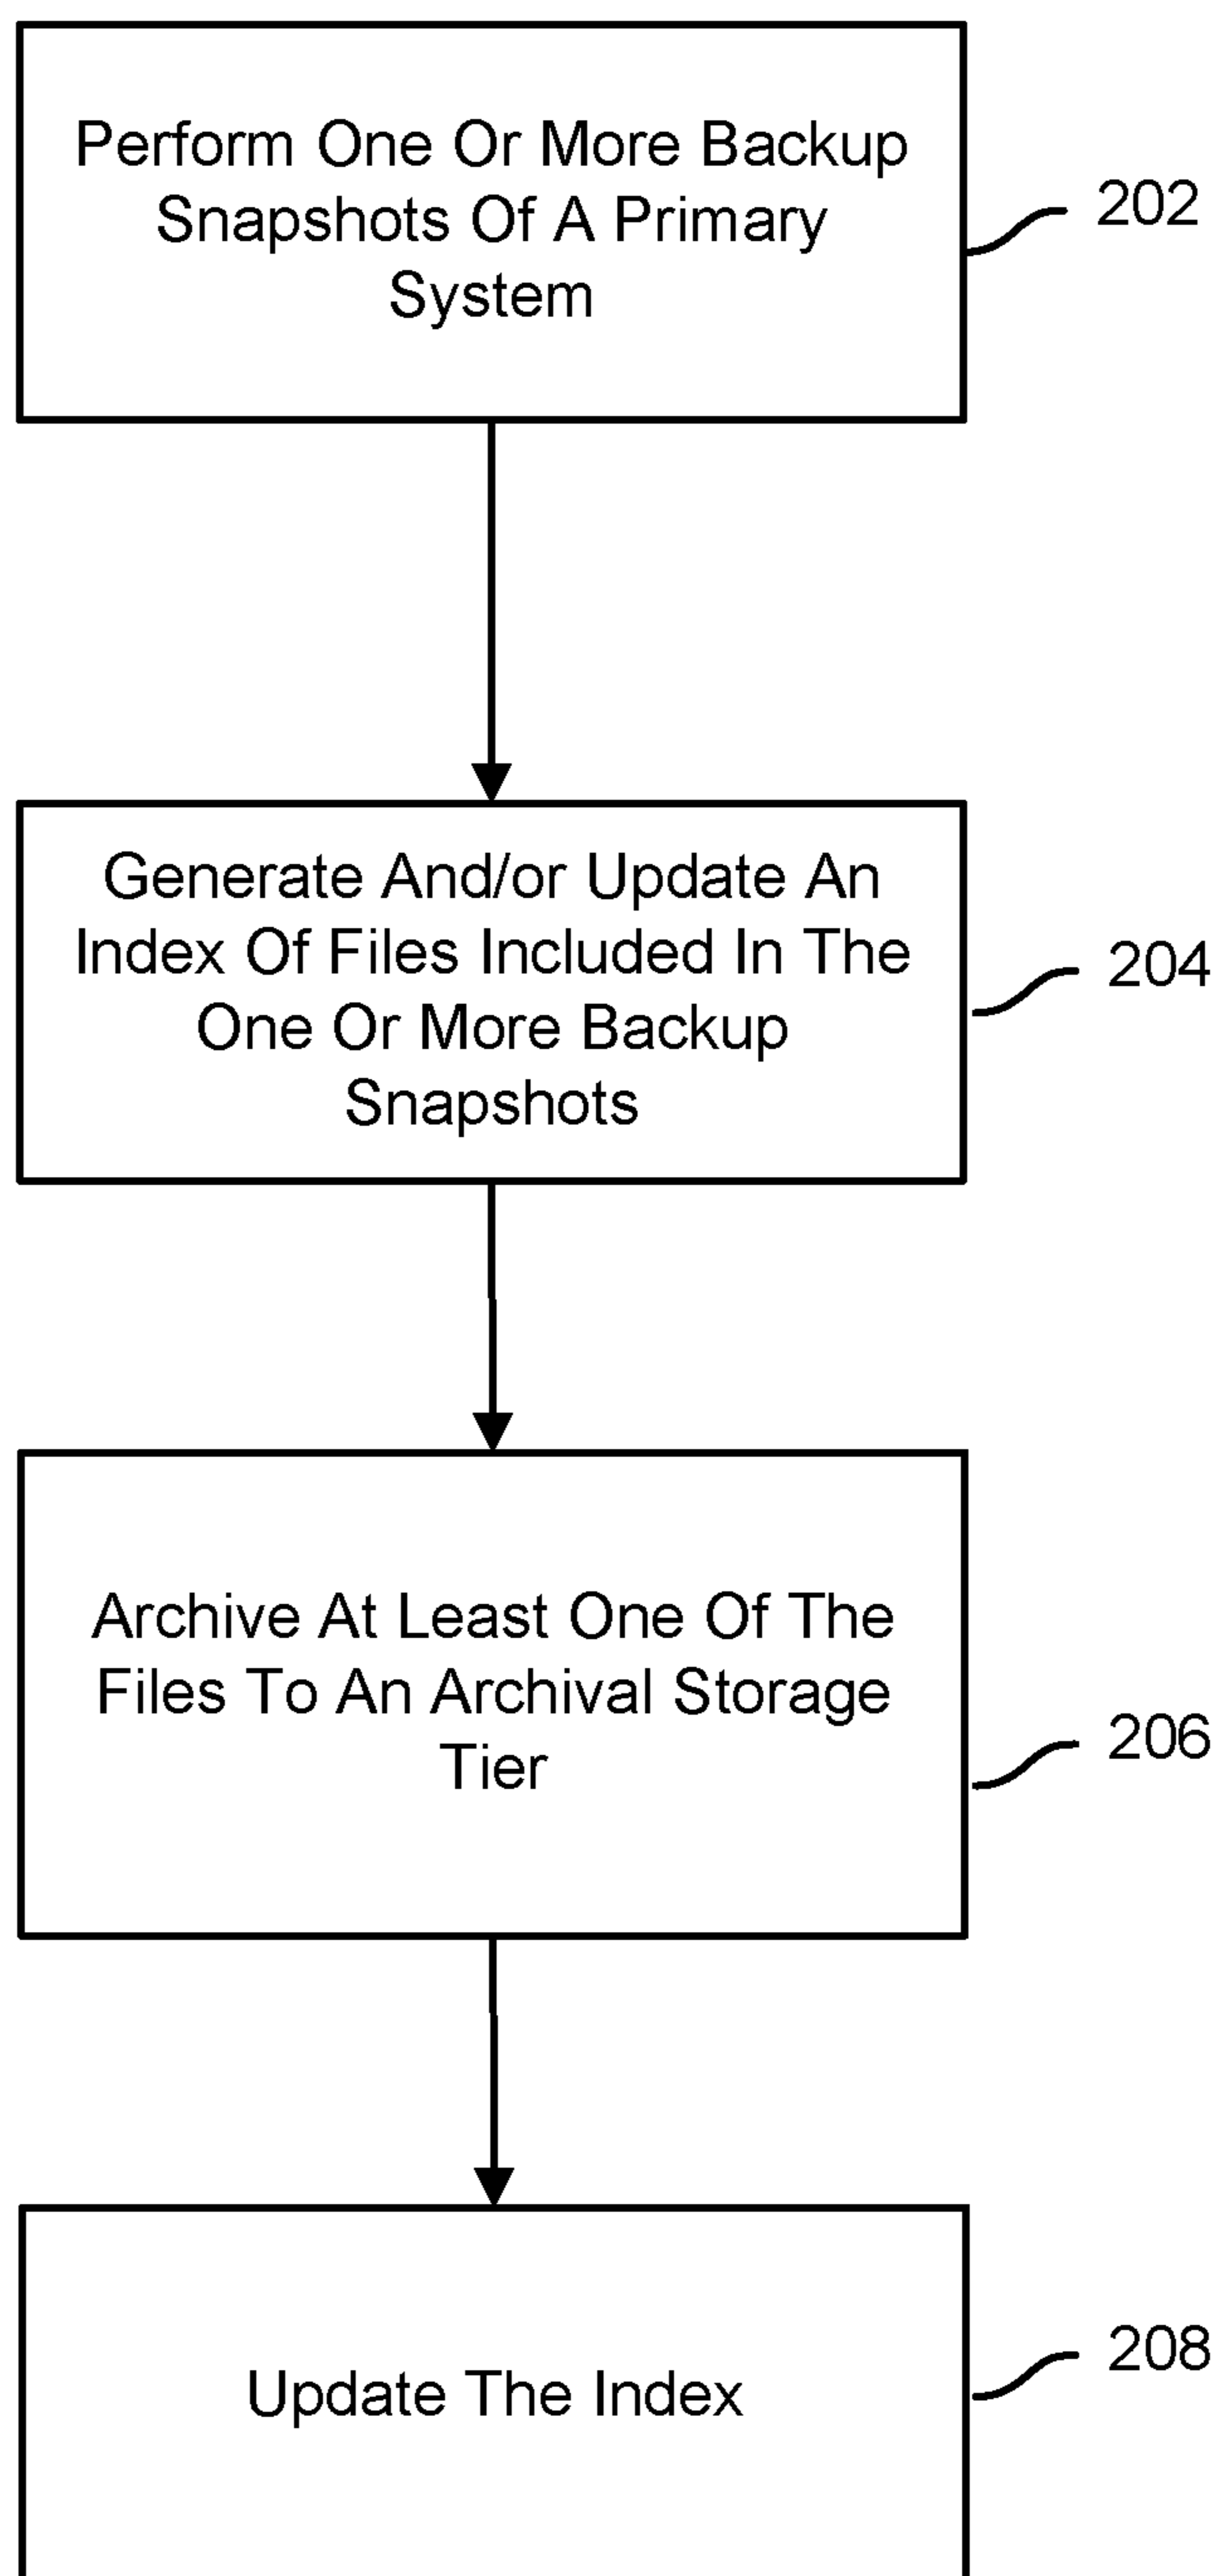 Perform One Or More Backup
Snapshots Of A Primary
System
202
Generate And/or Update An
Index Of Files Included In The
One Or More Backup
Snapshots
204
Archive At Least One Of The
Files To An Archival Storage
Tier
206
Update The Index
208